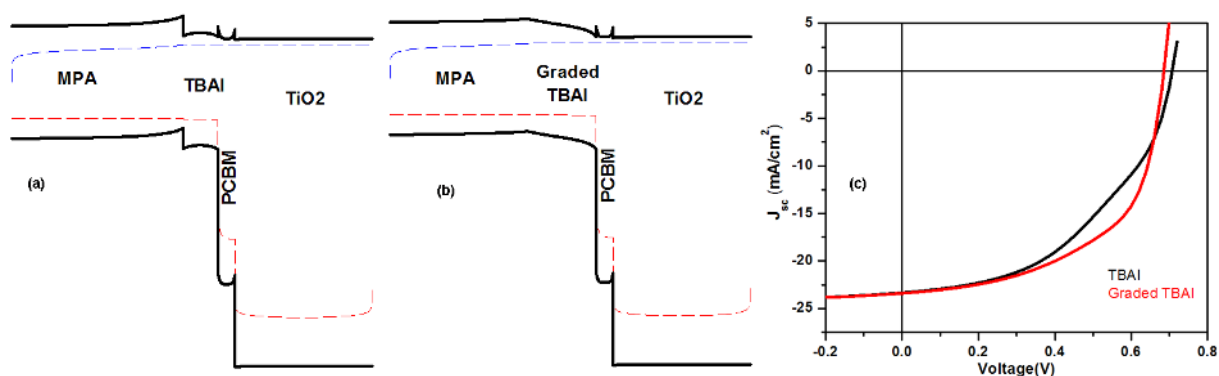 MPA
TBAI
TiO2
PCBM
(a)
MPA
Graded
TBAI
TiO2
PCBM
(b)
5
0
-5
-10
-15
-20
-25
J_sc (mA/cm²)
(c)
TBAI
Graded TBAI
-0.2 0.0 0.2 0.4 0.6 0.8
Voltage(V)